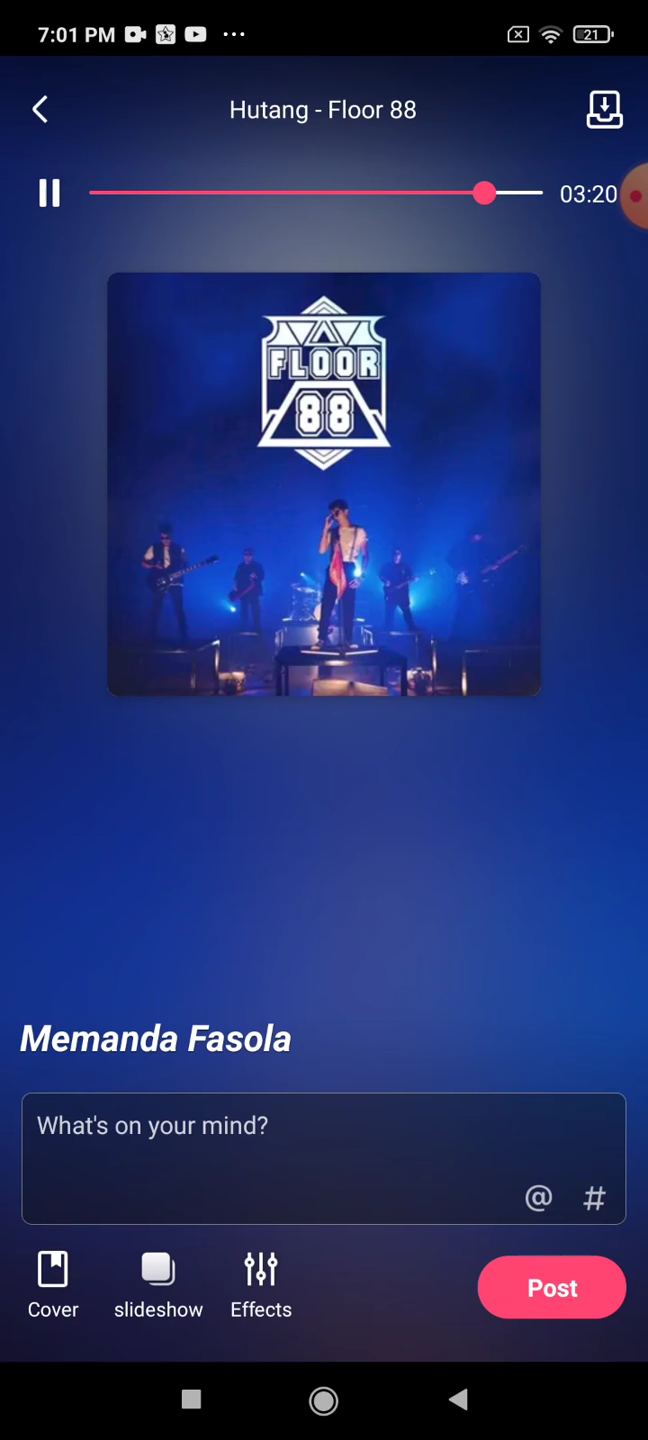 7:01 PM
21
Hutang - Floor 88
03:20
FLOOR
88
Memanda Fasola
What's on your mind?
@ #
Cover
slideshow
Effects
Post